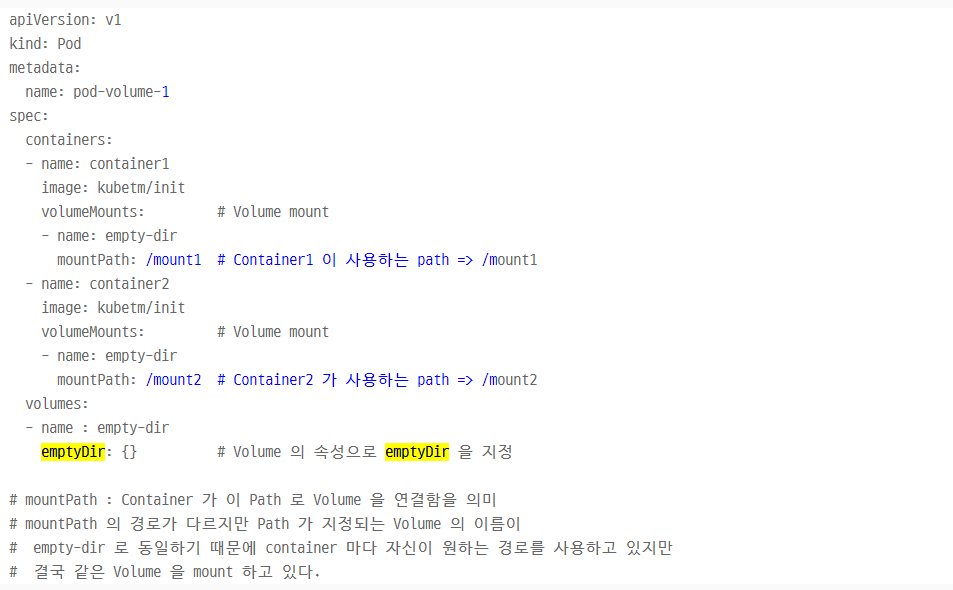 apiVersion: v1
kind: Pod
metadata:
  name: pod-volume-1
spec:
  containers:
  - name: container1
    image: kubetm/init
    volumeMounts:         # Volume mount
    - name: empty-dir
      mountPath: /mount1  # Container1 이 사용하는 path => /mount1
  - name: container2
    image: kubetm/init
    volumeMounts:         # Volume mount
    - name: empty-dir
      mountPath: /mount2  # Container2 가 사용하는 path => /mount2
  volumes:
  - name : empty-dir
    emptyDir: {}          # Volume 의 속성으로 emptyDir 을 지정
# mountPath : Container 가 이 Path 로 Volume 을 연결함을 의미
# mountPath 의 경로가 다르지만 Path 가 지정되는 Volume 의 이름이
#  empty-dir 로 동일하기 때문에 container 마다 자신이 원하는 경로를 사용하고 있지만
#  결국 같은 Volume 을 mount 하고 있다.